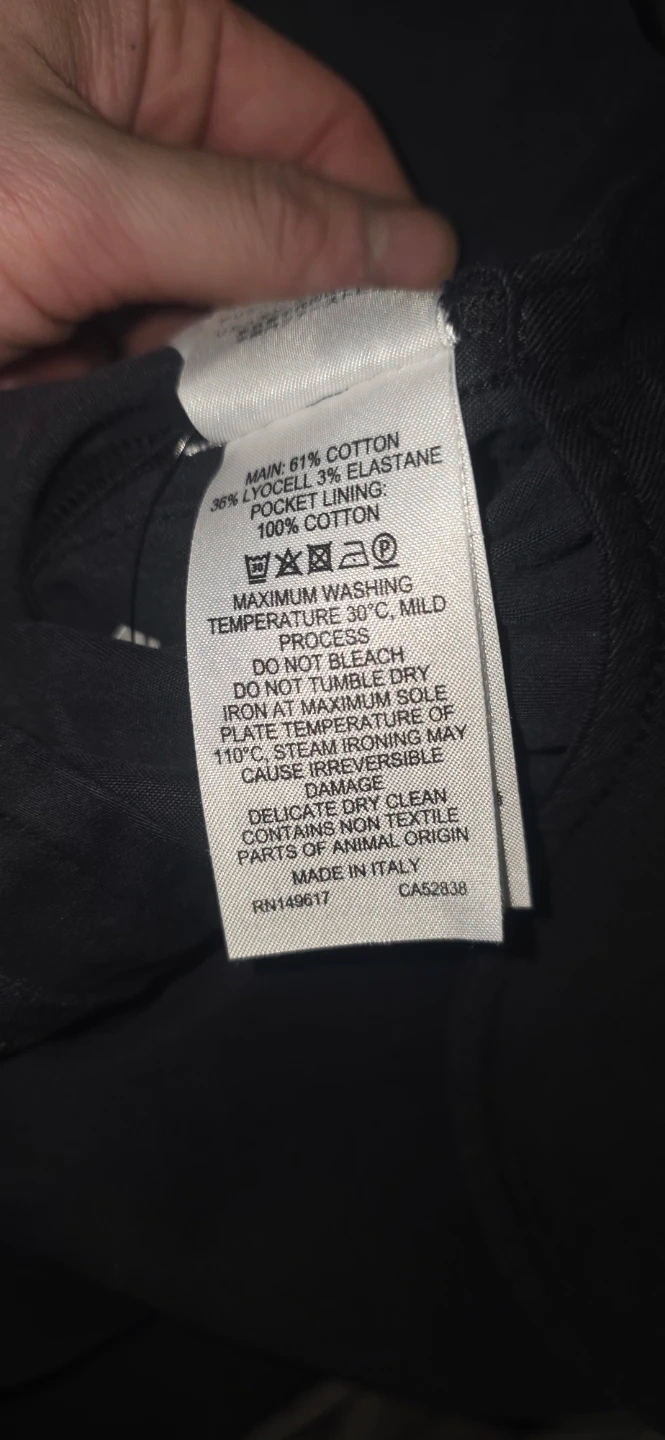 MAIN: 61% COTTON
36% LYOCELL 3% ELASTANE
POCKET LINING:
100% COTTON
30 P
MAXIMUM WASHING
TEMPERATURE 30°C, MILD
PROCESS
DO NOT BLEACH
DO NOT TUMBLE DRY
IRON AT MAXIMUM SOLE
PLATE TEMPERATURE OF
110°C, STEAM IRONING MAY
CAUSE IRREVERSIBLE
DAMAGE
DELICATE DRY CLEAN
CONTAINS NON TEXTILE
PARTS OF ANIMAL ORIGIN
MADE IN ITALY
RN149617 CA52838